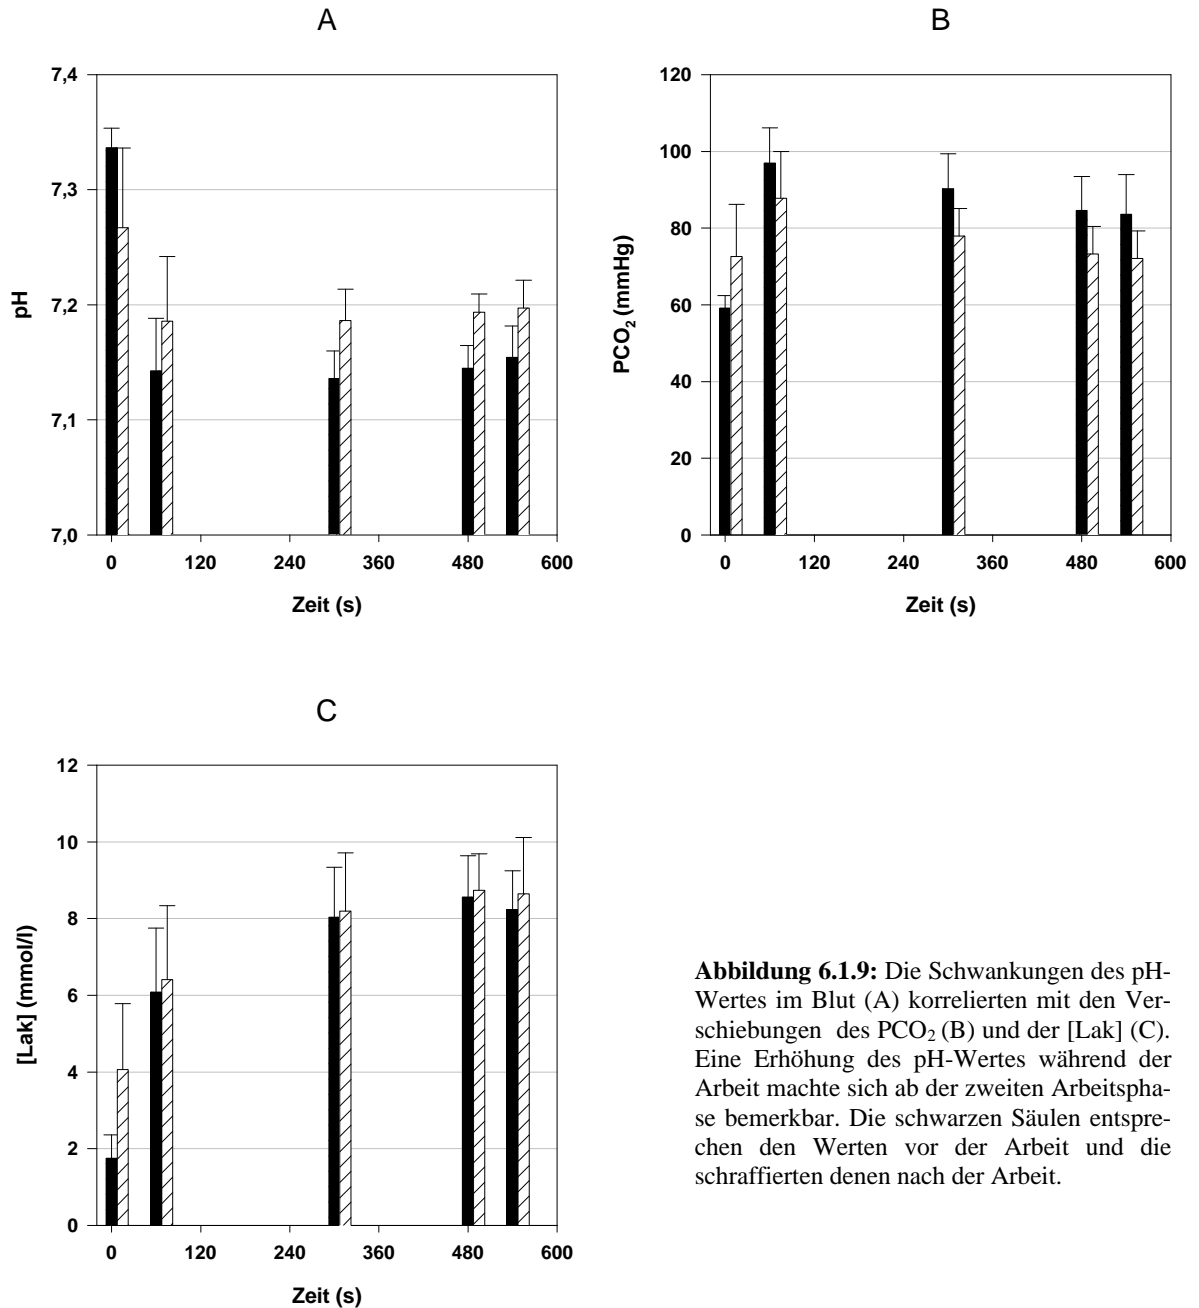 A
7,4
7,3
7,2
7,1
7,0
pH
0 120 240 360 480 600
Zeit (s)
B
120
100
80
60
40
20
0
PCO2 (mmHg)
0 120 240 360 480 600
Zeit (s)
C
12
10
8
6
4
2
0
[Lak] (mmol/l)
0 120 240 360 480 600
Zeit (s)
Abbildung 6.1.9: Die Schwankungen des pH-
Wertes im Blut (A) korrelierten mit den Ver-
schiebungen des PCO2 (B) und der [Lak] (C).
Eine Erhöhung des pH-Wertes während der
Arbeit machte sich ab der zweiten Arbeitspha-
se bemerkbar. Die schwarzen Säulen entspre-
chen den Werten vor der Arbeit und die
schraffierten denen nach der Arbeit.